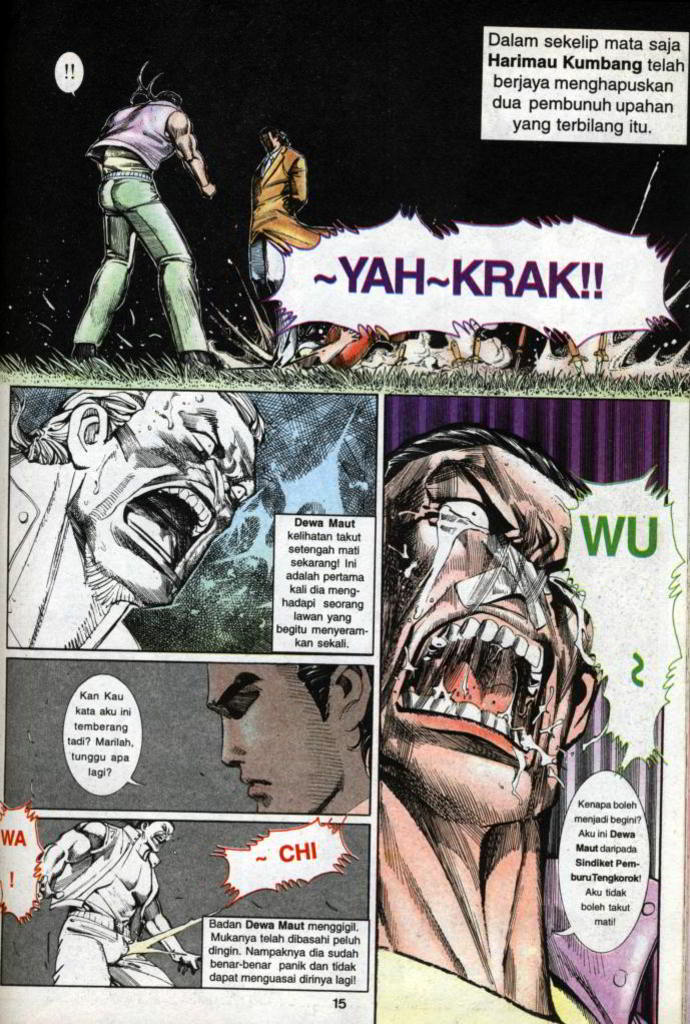 !!
Dalam sekelip mata saja
Harimau Kumbang telah
berjaya menghapuskan
dua pembunuh upahan
yang terbilang itu.
~YAH~KRAK!!
Dewa Maut
kelihatan takut
setengah mati
sekarang! Ini
adalah pertama
kali dia meng-
hadapi seorang
lawan yang
begitu menyeram-
kan sekali.
WU
~
Kan Kau
kata aku ini
temberang
tadi? Marilah,
tunggu apa
lagi?
Kenapa boleh
menjadi begini?
Aku ini Dewa
Maut daripada
Sindiket Pem-
buruTengkorok!
Aku tidak
boleh takut
mati!
WA
!
~ CHI
Badan Dewa Maut menggigil.
Mukanya telah dibasahi peluh
dingin. Nampaknya dia sudah
benar-benar panik dan tidak
dapat menguasai dirinya lagi!
15